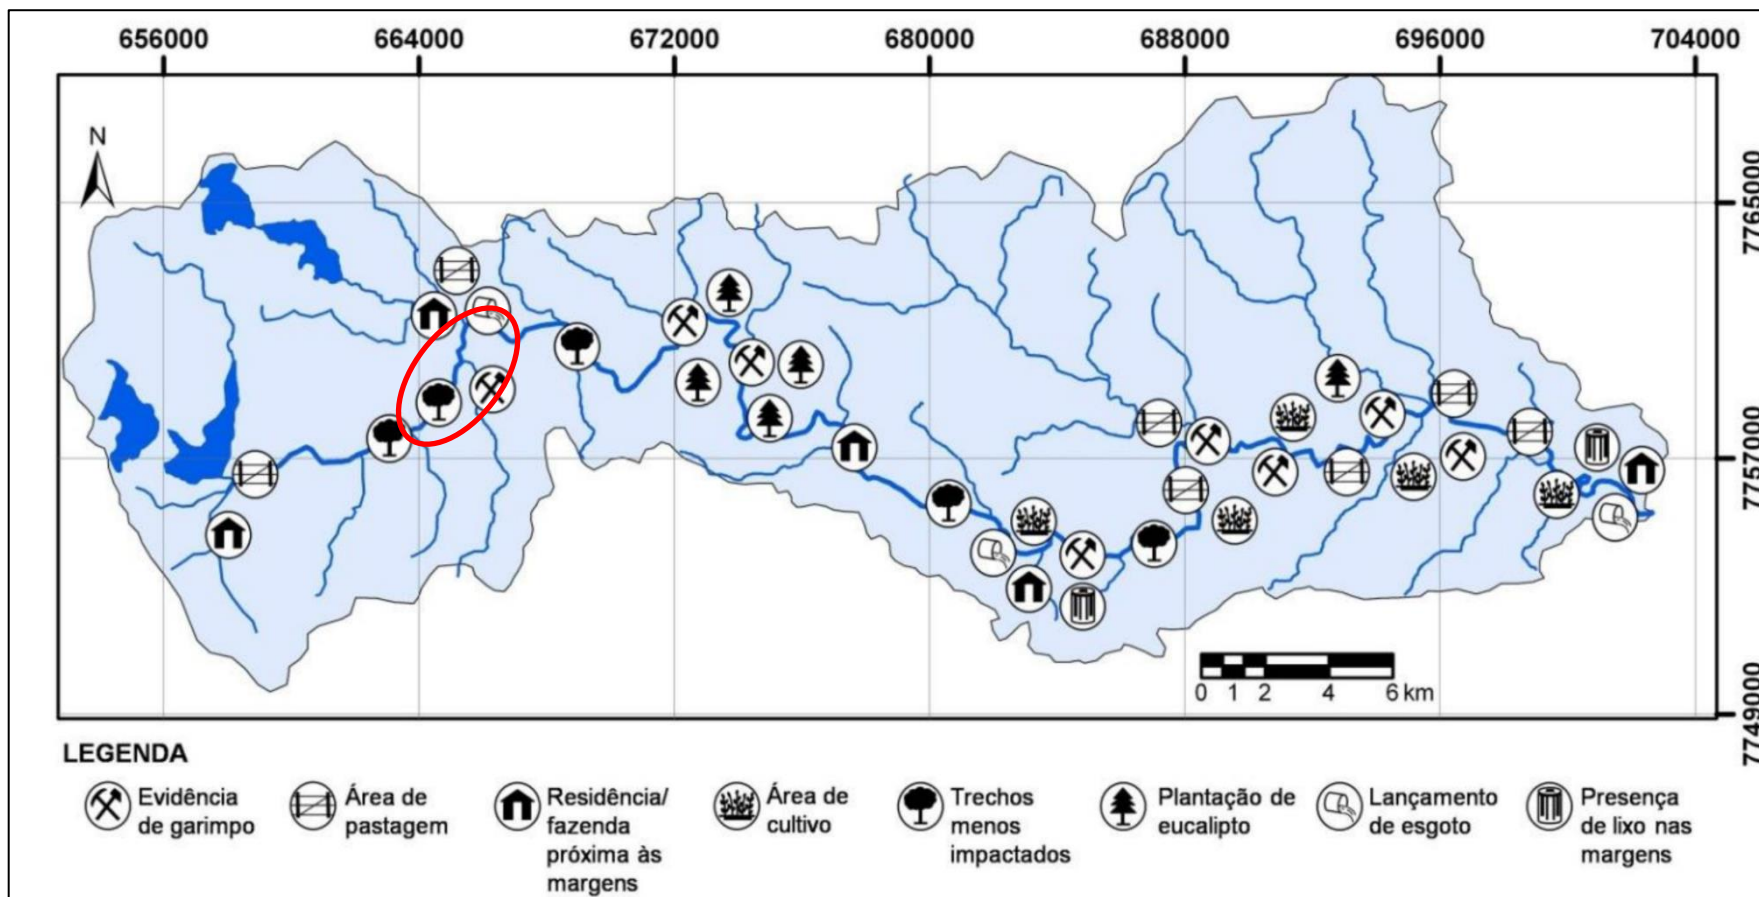 656000 664000 672000 680000 688000 696000 704000
N
7765000
7757000
7749000
0 1 2 4 6 km
LEGENDA
Evidência
de garimpo
Área de
pastagem
Residência/
fazenda
próxima às
margens
Área de
cultivo
Trechos
menos
impactados
Plantação de
eucalipto
Lançamento
de esgoto
Presença
de lixo nas
margens